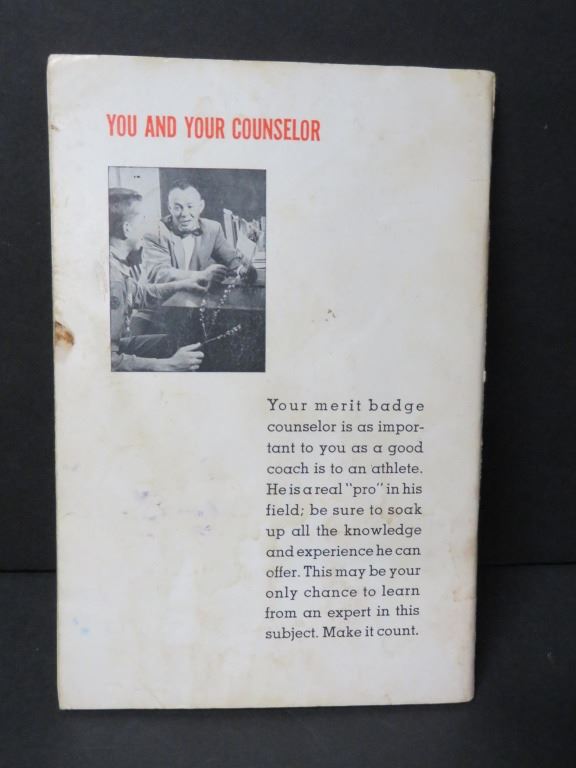 YOU AND YOUR COUNSELOR
Your merit badge
counselor is as impor-
tant to you as a good
coach is to an athlete.
He is a real "pro" in his
field; be sure to soak
up all the knowledge
and experience he can
offer. This may be your
only chance to learn
from an expert in this
subject. Make it count.